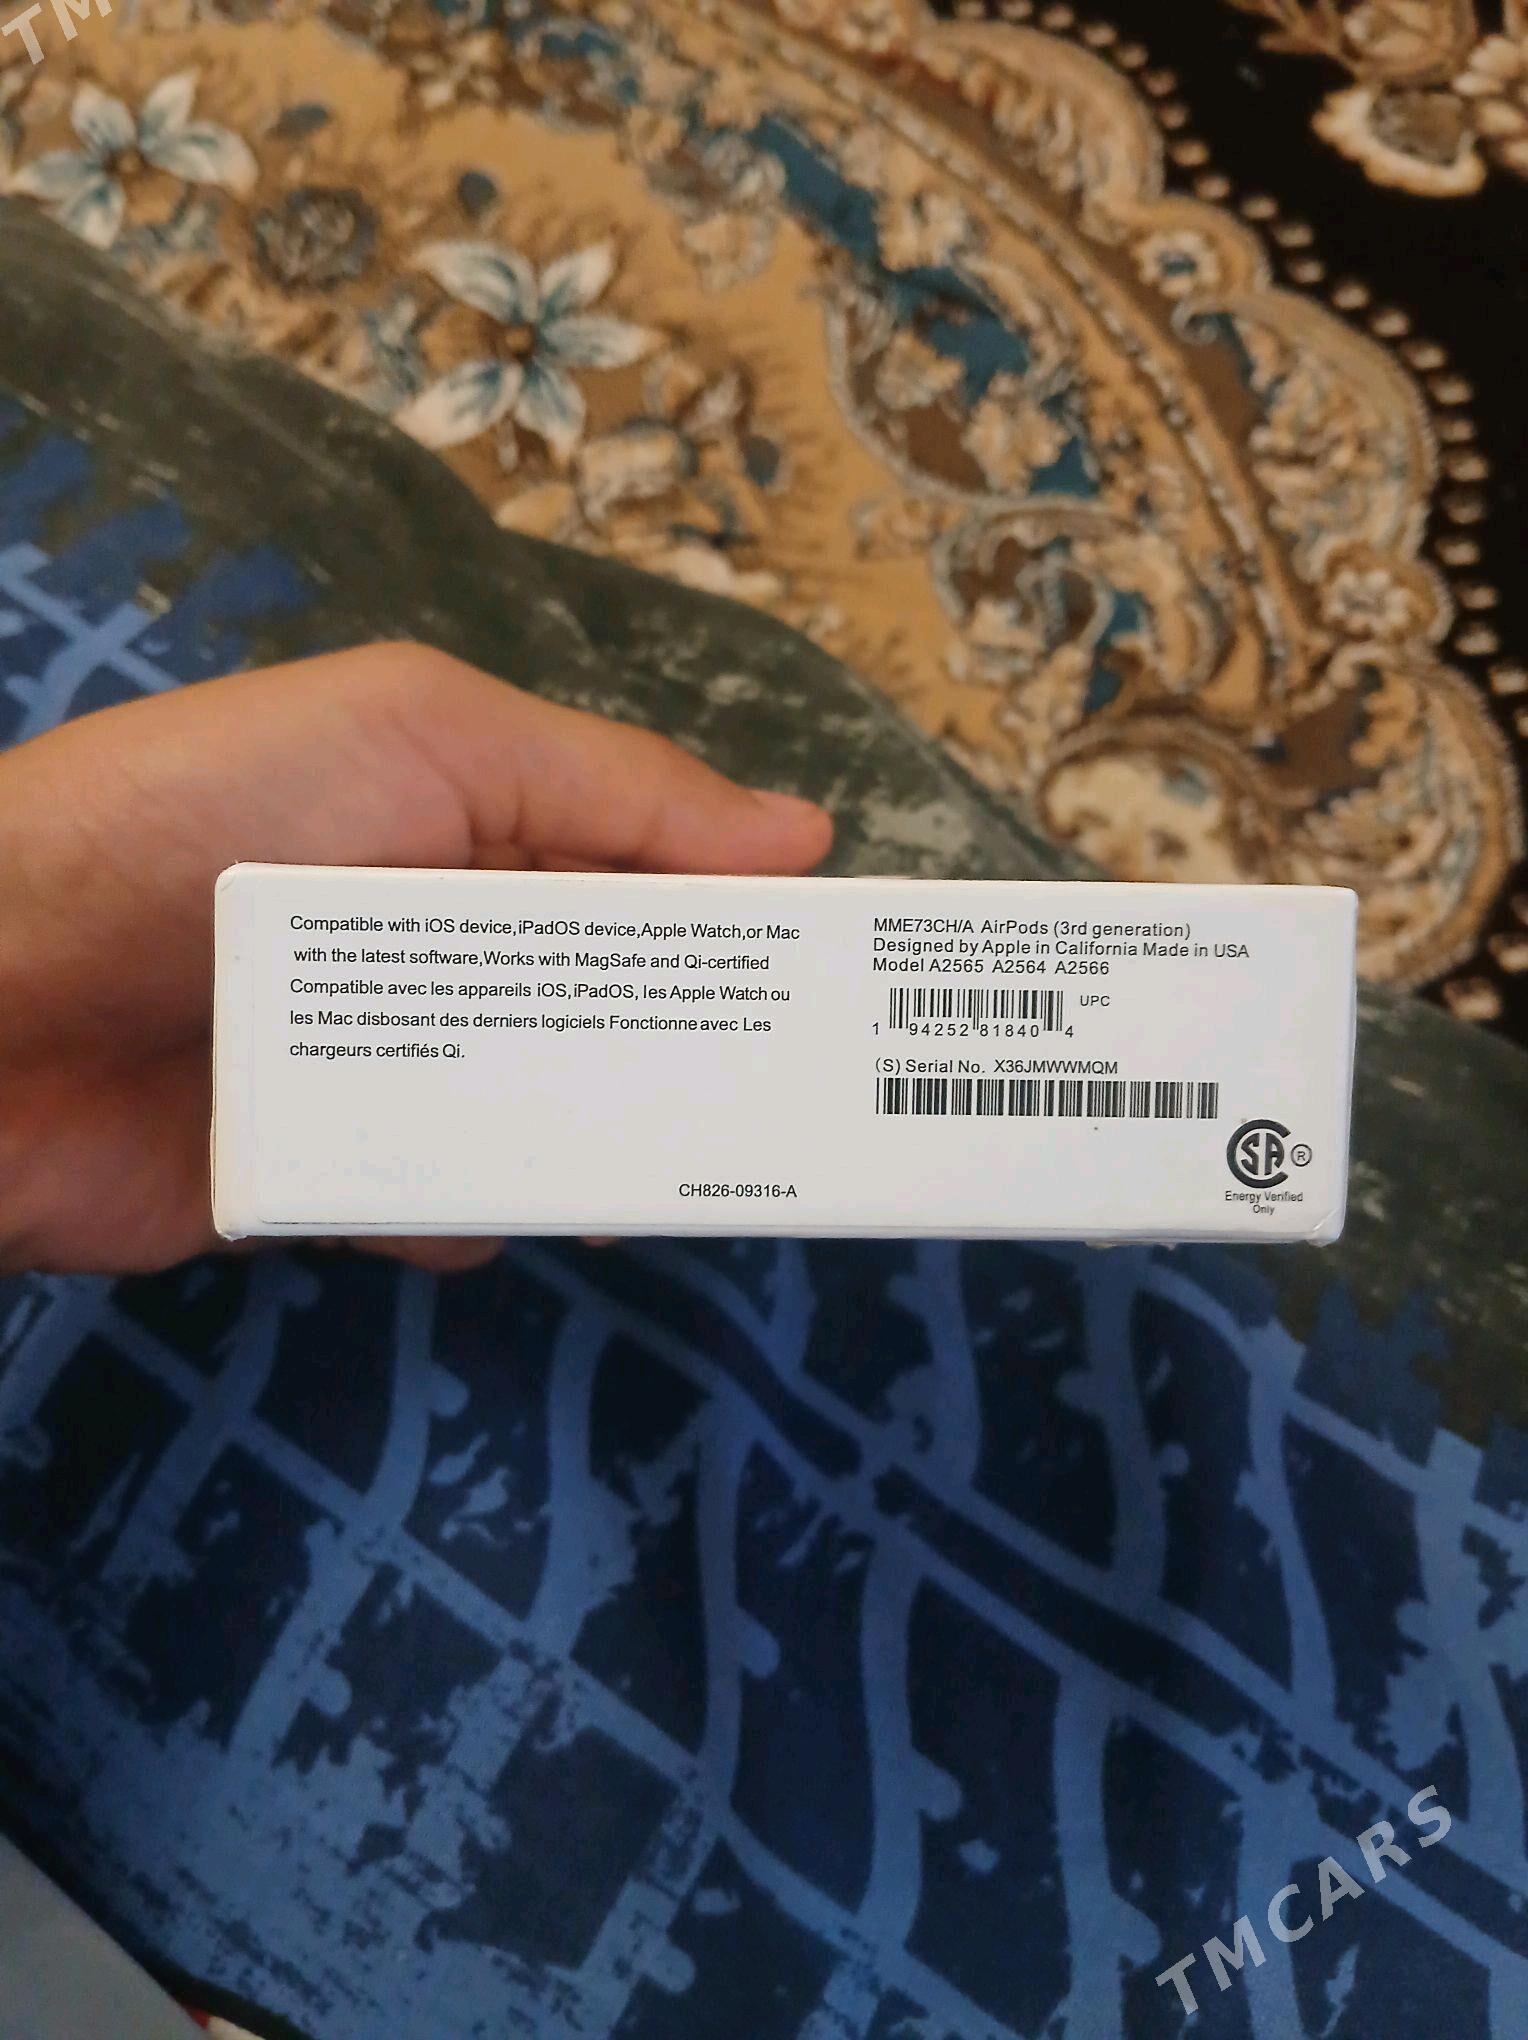 TM
Compatible with iOS device,iPadOS device,Apple Watch,or Mac
with the latest software,Works with MagSafe and Qi-certified
Compatible avec les appareils iOS,iPadOS, les Apple Watch ou
les Mac disbosant des derniers logiciels Fonctionne avec Les
chargeurs certifiés Qi.
CH826-09316-A
MME73CH/A AirPods (3rd generation)
Designed by Apple in California Made in USA
Model A2565 A2564 A2566
UPC
1 94252 81840 4
(S) Serial No. X36JMWWMQM
CSA ®
Energy Verified
Only
TMCARS